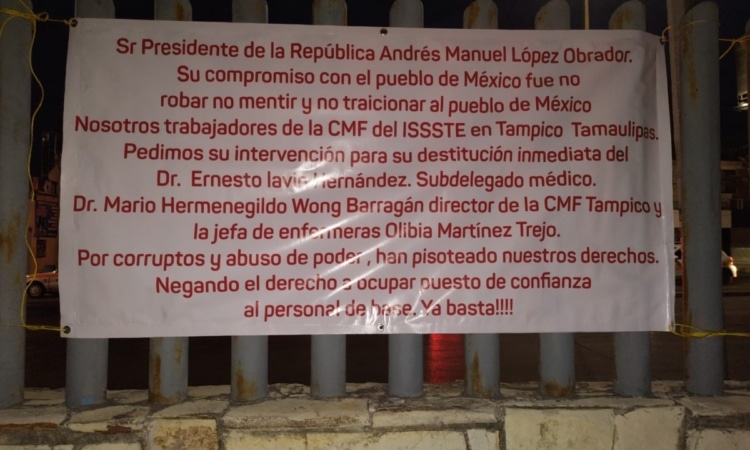 Sr Presidente de la República Andrés Manuel López Obrador.
Su compromiso con el pueblo de México fue no
robar no mentir y no traicionar al pueblo de México
Nosotros trabajadores de la CMF del ISSSTE en Tampico Tamaulipas.
Pedimos su intervención para su destitución inmediata del
Dr. Ernesto lavin Hernández. Subdelegado médico.
Dr. Mario Hermenegildo Wong Barragán director de la CMF Tampico y
la jefa de enfermeras Olibia Martínez Trejo.
Por corruptos y abuso de poder , han pisoteado nuestros derechos.
Negando el derecho a ocupar puesto de confianza
al personal de base. Ya basta!!!!